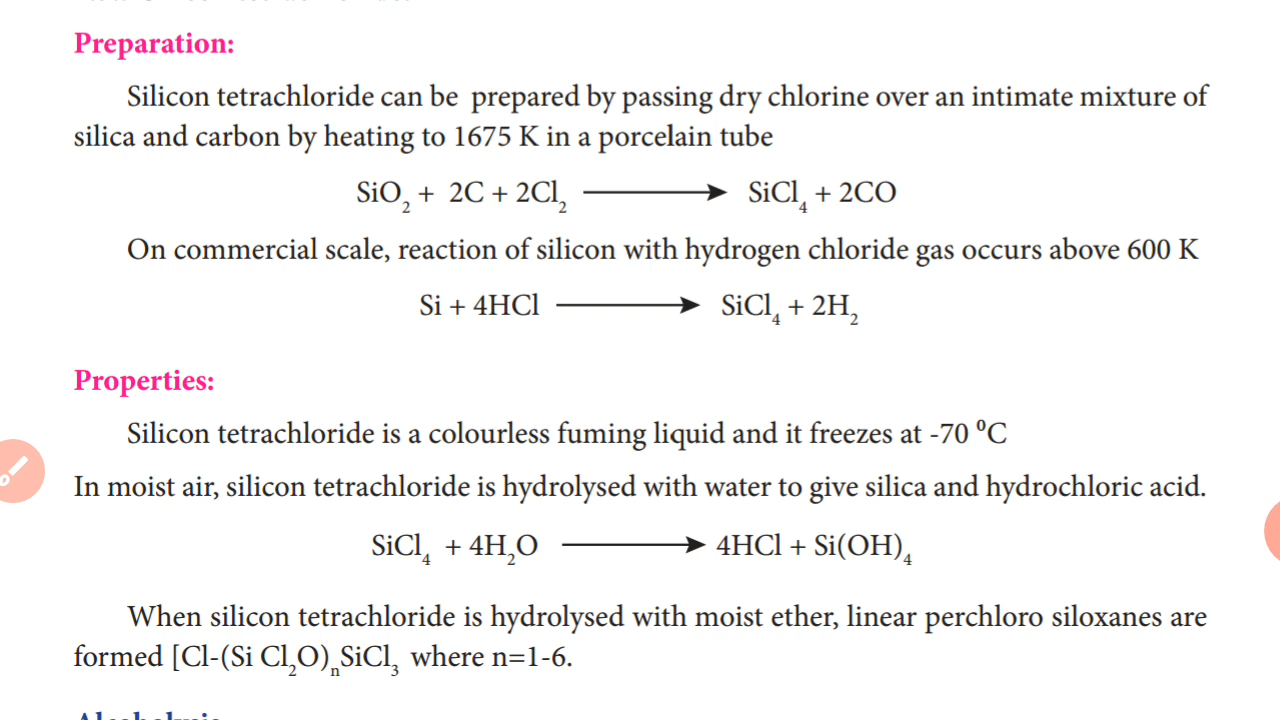 Preparation:
Silicon tetrachloride can be prepared by passing dry chlorine over an intimate mixture of
silica and carbon by heating to 1675 K in a porcelain tube
SiO₂ + 2C + 2Cl₂ ⟶ SiCl₄ + 2CO
On commercial scale, reaction of silicon with hydrogen chloride gas occurs above 600 K
Si + 4HCl ⟶ SiCl₄ + 2H₂
Properties:
Silicon tetrachloride is a colourless fuming liquid and it freezes at -70 ⁰C
In moist air, silicon tetrachloride is hydrolysed with water to give silica and hydrochloric acid.
SiCl₄ + 4H₂O ⟶ 4HCl + Si(OH)₄
When silicon tetrachloride is hydrolysed with moist ether, linear perchloro siloxanes are
formed [Cl-(Si Cl₂O)ₙSiCl₃ where n=1-6.
Alcoholysis